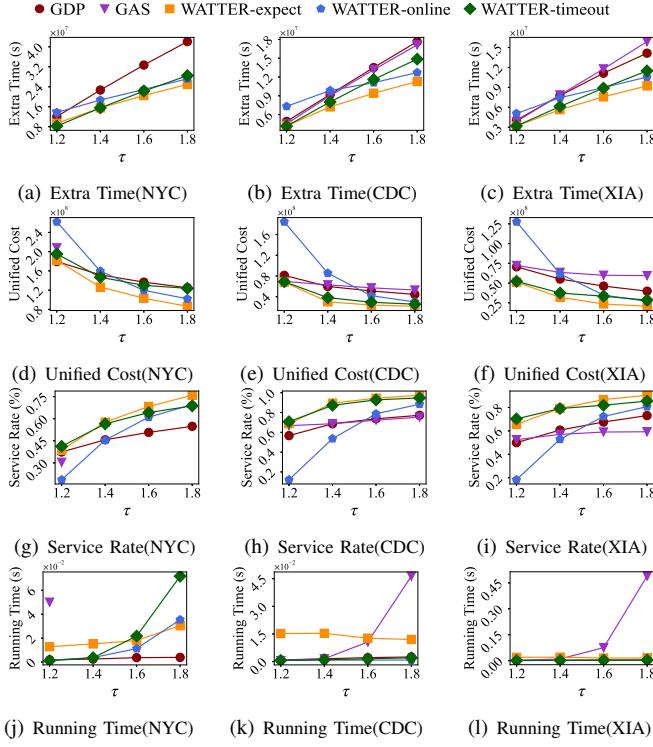 GDP GAS WATTER-expect WATTER-online WATTER-timeout
×10⁷ ×10⁷ ×10⁷
Extra Time (s) 4.0 3.2 2.4 1.6 0.8
Extra Time (s) 1.8 1.5 1.2 0.9 0.6
Extra Time (s) 1.5 1.2 0.9 0.6 0.3
1.2 1.4 1.6 1.8 1.2 1.4 1.6 1.8 1.2 1.4 1.6 1.8
τ τ τ
(a) Extra Time(NYC) (b) Extra Time(CDC) (c) Extra Time(XIA)
×10⁸ ×10⁸ ×10⁸
Unified Cost 2.4 2.0 1.6 1.2 0.8
Unified Cost 1.6 1.2 0.8 0.4
Unified Cost 1.25 1.00 0.75 0.50 0.25
1.2 1.4 1.6 1.8 1.2 1.4 1.6 1.8 1.2 1.4 1.6 1.8
τ τ τ
(d) Unified Cost(NYC) (e) Unified Cost(CDC) (f) Unified Cost(XIA)
Service Rate (%) 0.75 0.60 0.45 0.30
Service Rate (%) 1.0 0.8 0.6 0.4 0.2
Service Rate (%) 0.8 0.6 0.4 0.2
1.2 1.4 1.6 1.8 1.2 1.4 1.6 1.8 1.2 1.4 1.6 1.8
τ τ τ
(g) Service Rate(NYC) (h) Service Rate(CDC) (i) Service Rate(XIA)
×10⁻² ×10⁻²
Running Time (s) 6 4 2 0
Running Time (s) 4.5 3.0 1.5 0.0
Running Time (s) 0.45 0.30 0.15 0.00
1.2 1.4 1.6 1.8 1.2 1.4 1.6 1.8 1.2 1.4 1.6 1.8
τ τ τ
(j) Running Time(NYC) (k) Running Time(CDC) (l) Running Time(XIA)